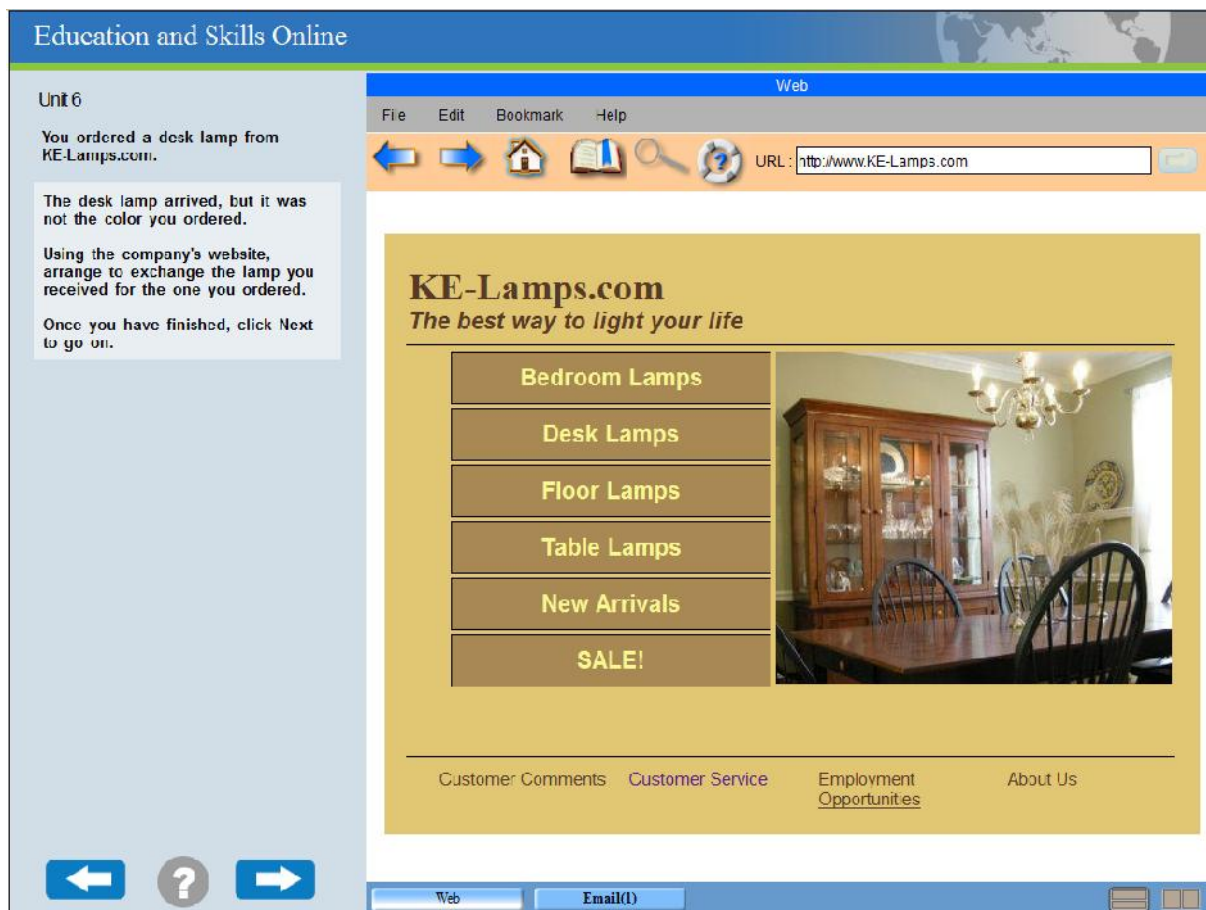 Education and Skills Online
Unit 6
You ordered a desk lamp from
KE-Lamps.com.
The desk lamp arrived, but it was
not the color you ordered.
Using the company's website,
arrange to exchange the lamp you
received for the one you ordered.
Once you have finished, click Next
to go on.
Web
File Edit Bookmark Help
URL : http://www.KE-Lamps.com
KE-Lamps.com
The best way to light your life
Bedroom Lamps
Desk Lamps
Floor Lamps
Table Lamps
New Arrivals
SALE!
Customer Comments Customer Service Employment About Us
Opportunities
?
Web Email(1)